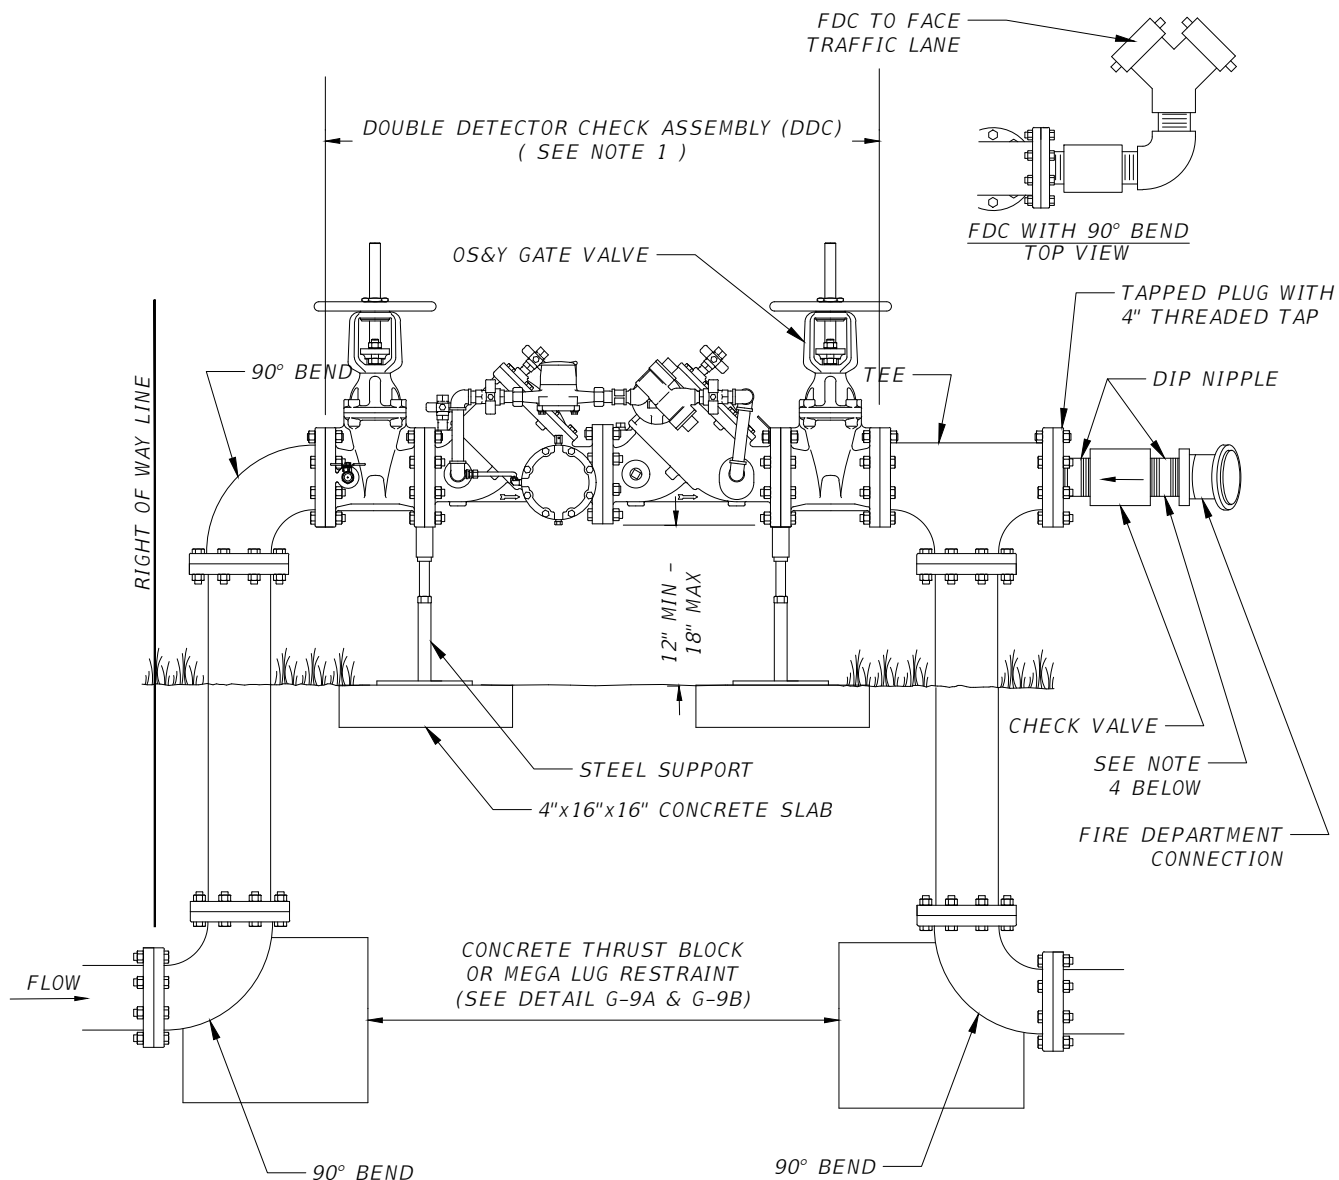 FDC TO FACE
TRAFFIC LANE
DOUBLE DETECTOR CHECK ASSEMBLY (DDC)
( SEE NOTE 1 )
FDC WITH 90° BEND
TOP VIEW
OS&Y GATE VALVE
TAPPED PLUG WITH
4" THREADED TAP
90° BEND
TEE
DIP NIPPLE
RIGHT OF WAY LINE
12" MIN -
18" MAX
CHECK VALVE
SEE NOTE
4 BELOW
STEEL SUPPORT
4"x16"x16" CONCRETE SLAB
FIRE DEPARTMENT
CONNECTION
CONCRETE THRUST BLOCK
OR MEGA LUG RESTRAINT
(SEE DETAIL G-9A & G-9B)
FLOW
90° BEND
90° BEND